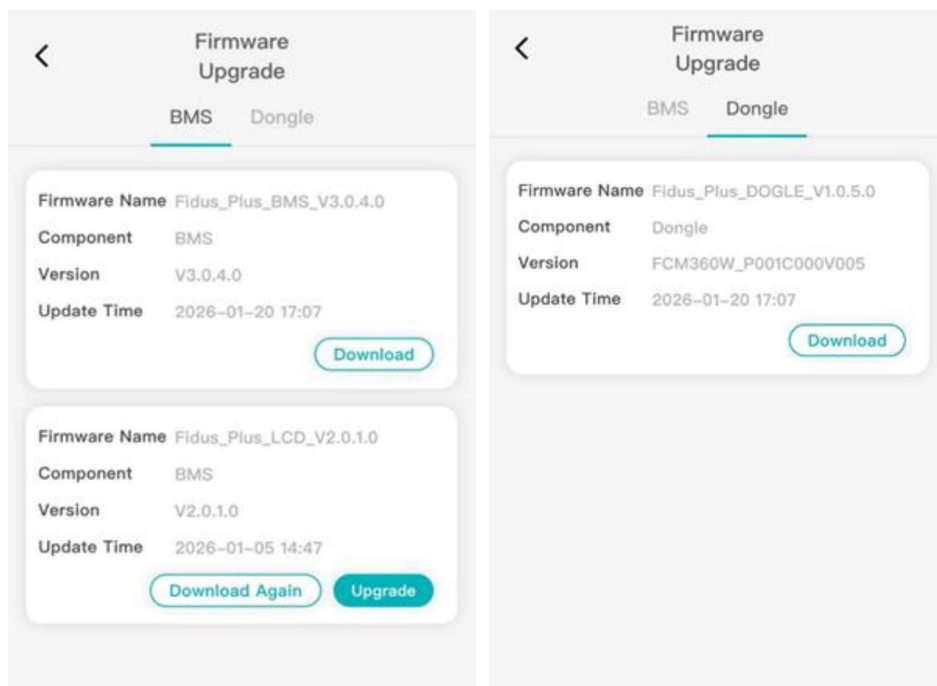 Firmware
Upgrade
BMS Dongle
Firmware Name Fidus_Plus_BMS_V3.0.4.0
Component BMS
Version V3.0.4.0
Update Time 2026-01-20 17:07
Download
Firmware Name Fidus_Plus_LCD_V2.0.1.0
Component BMS
Version V2.0.1.0
Update Time 2026-01-05 14:47
Download Again Upgrade
Firmware
Upgrade
BMS Dongle
Firmware Name Fidus_Plus_DOGLE_V1.0.5.0
Component Dongle
Version FCM360W_P001C000V005
Update Time 2026-01-20 17:07
Download